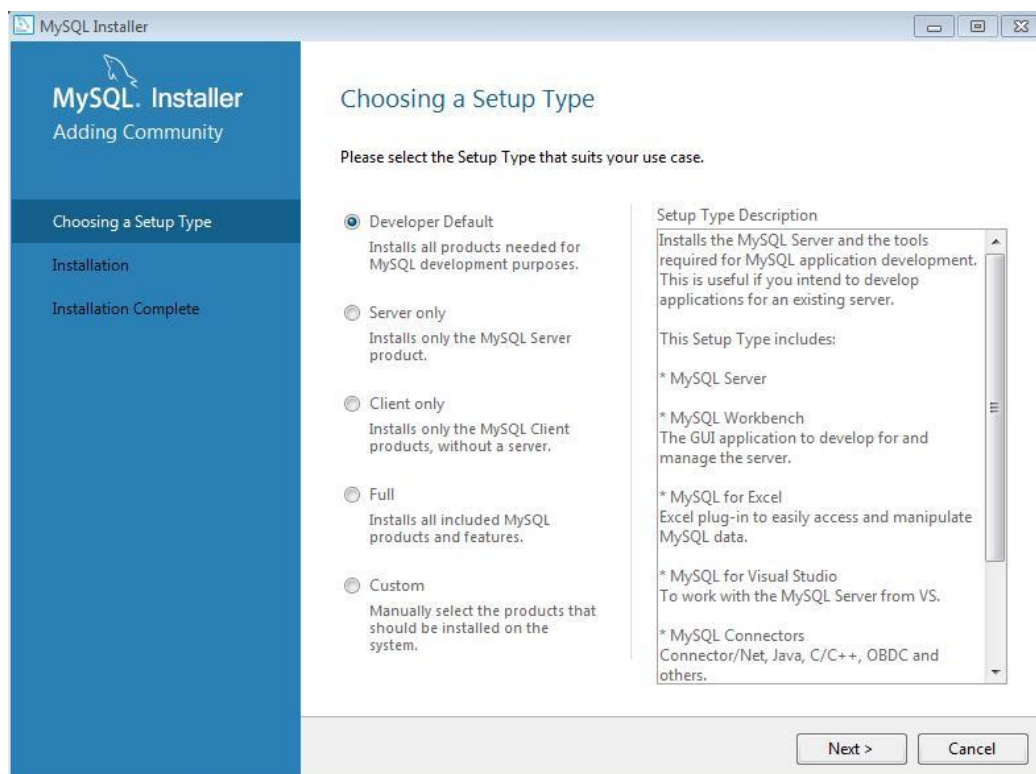 MySQL Installer
MySQL. Installer
Adding Community
Choosing a Setup Type
Installation
Installation Complete
Choosing a Setup Type
Please select the Setup Type that suits your use case.
Developer Default
Installs all products needed for
MySQL development purposes.
Server only
Installs only the MySQL Server
product.
Client only
Installs only the MySQL Client
products, without a server.
Full
Installs all included MySQL
products and features.
Custom
Manually select the products that
should be installed on the
system.
Setup Type Description
Installs the MySQL Server and the tools
required for MySQL application development.
This is useful if you intend to develop
applications for an existing server.
This Setup Type includes:
* MySQL Server
* MySQL Workbench
The GUI application to develop for and
manage the server.
* MySQL for Excel
Excel plug-in to easily access and manipulate
MySQL data.
* MySQL for Visual Studio
To work with the MySQL Server from VS.
* MySQL Connectors
Connector/Net, Java, C/C++, OBDC and
others.
Next >
Cancel